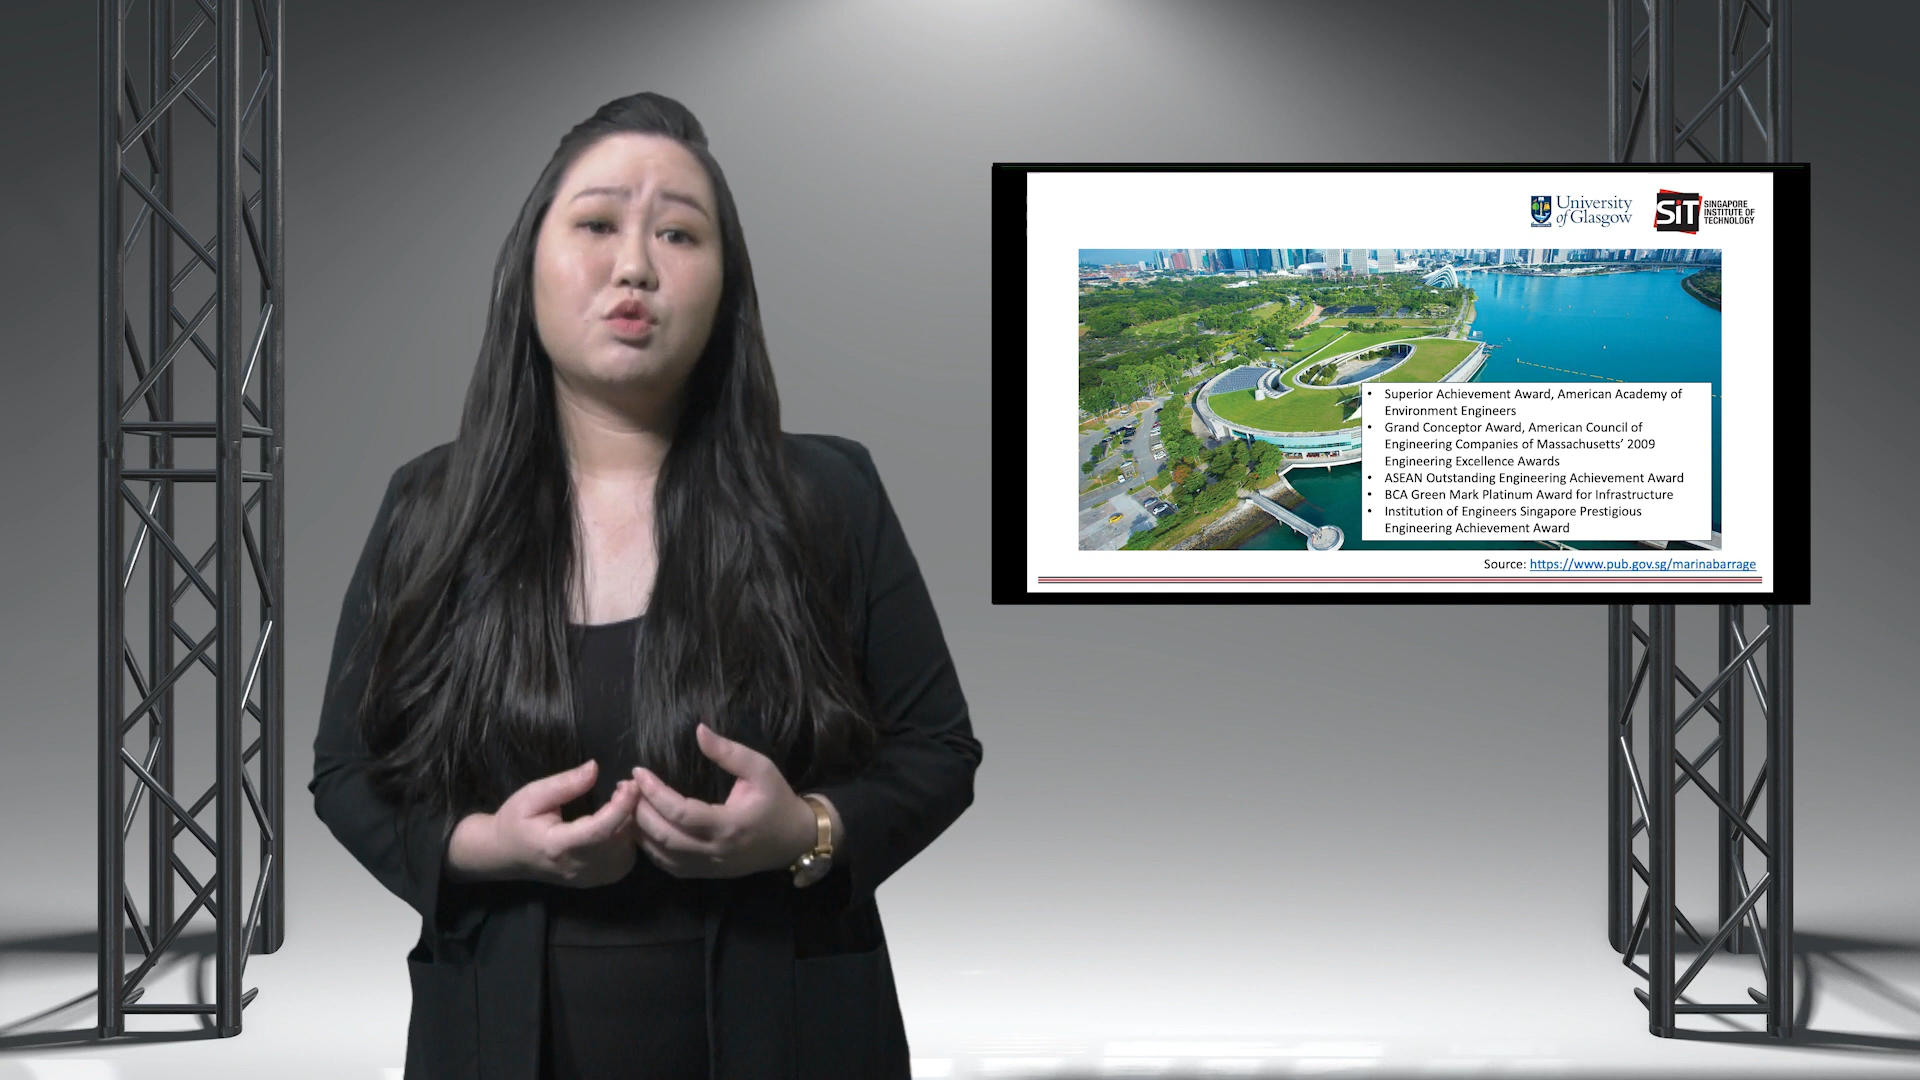 University
of Glasgow
SiT
SINGAPORE
INSTITUTE OF
TECHNOLOGY
• Superior Achievement Award, American Academy of
Environment Engineers
• Grand Conceptor Award, American Council of
Engineering Companies of Massachusetts’ 2009
Engineering Excellence Awards
• ASEAN Outstanding Engineering Achievement Award
• BCA Green Mark Platinum Award for Infrastructure
• Institution of Engineers Singapore Prestigious
Engineering Achievement Award
Source: https://www.pub.gov.sg/marinabarrage